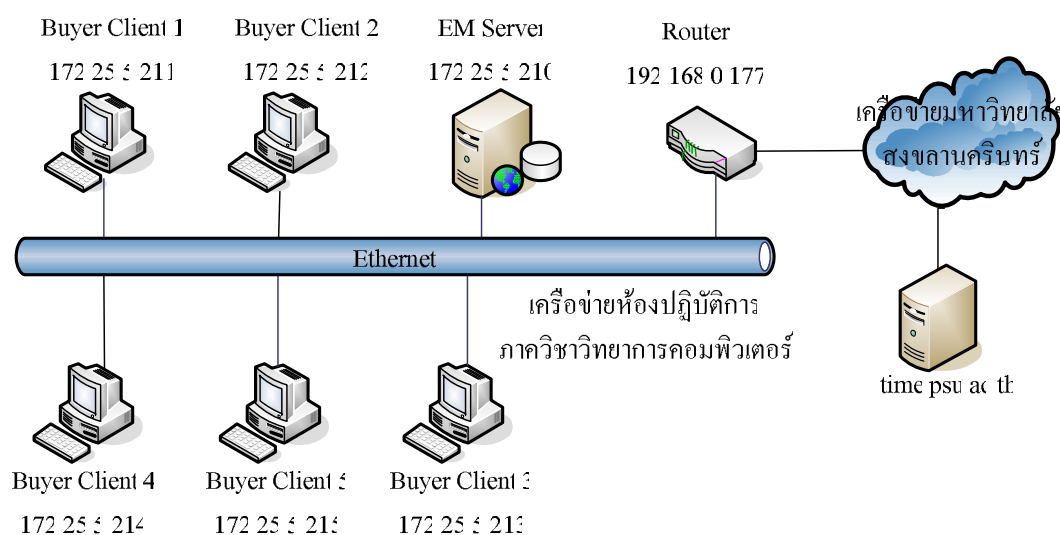 Buyer Client 1
172 25 5 211
Buyer Client 2
172 25 5 212
EM Server
172 25 5 210
Router
192 168 0 177
เครือข่ายมหาวิทยาลัย
สงขลานครินทร์
Ethernet
เครือข่ายห้องปฏิบัติการ
ภาควิชาวิทยาการคอมพิวเตอร์
time psu ac th
Buyer Client 4
172 25 5 214
Buyer Client 5
172 25 5 215
Buyer Client 3
172 25 5 213